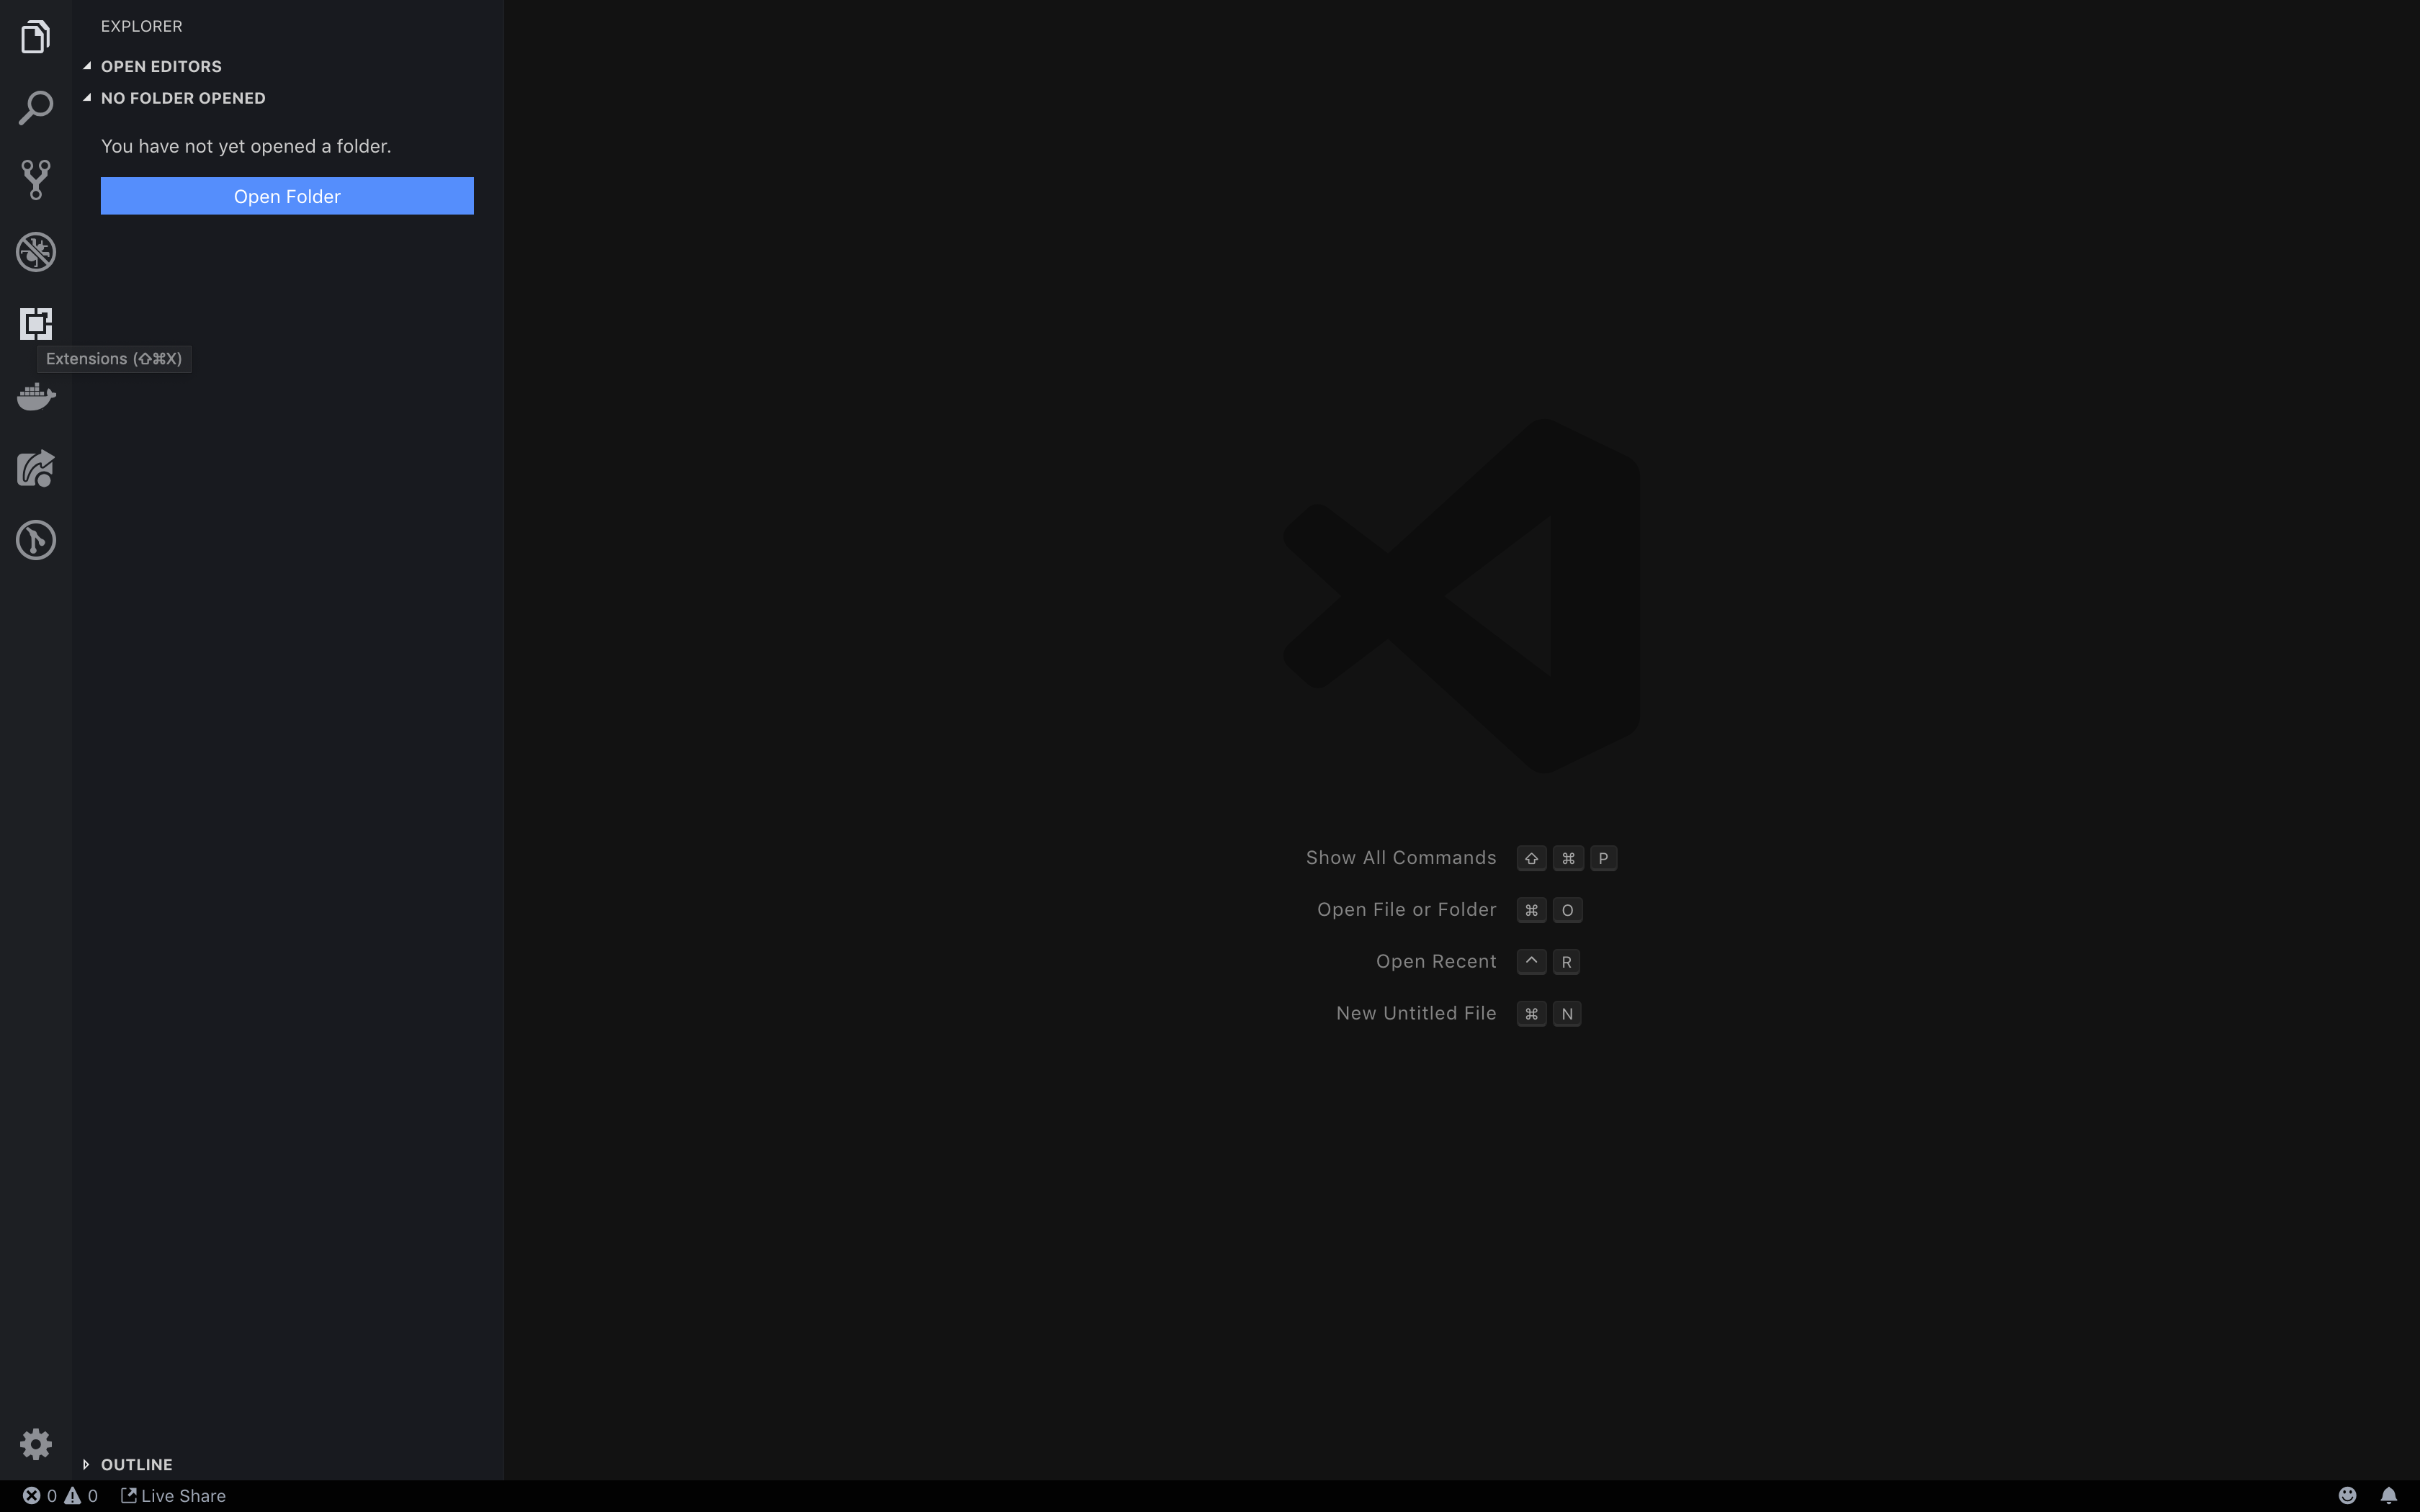 EXPLORER
OPEN EDITORS
NO FOLDER OPENED
You have not yet opened a folder.
Open Folder
Extensions (⇧⌘X)
Show All Commands ⇧ ⌘ P
Open File or Folder ⌘ O
Open Recent ^ R
New Untitled File ⌘ N
OUTLINE
0 0 Live Share